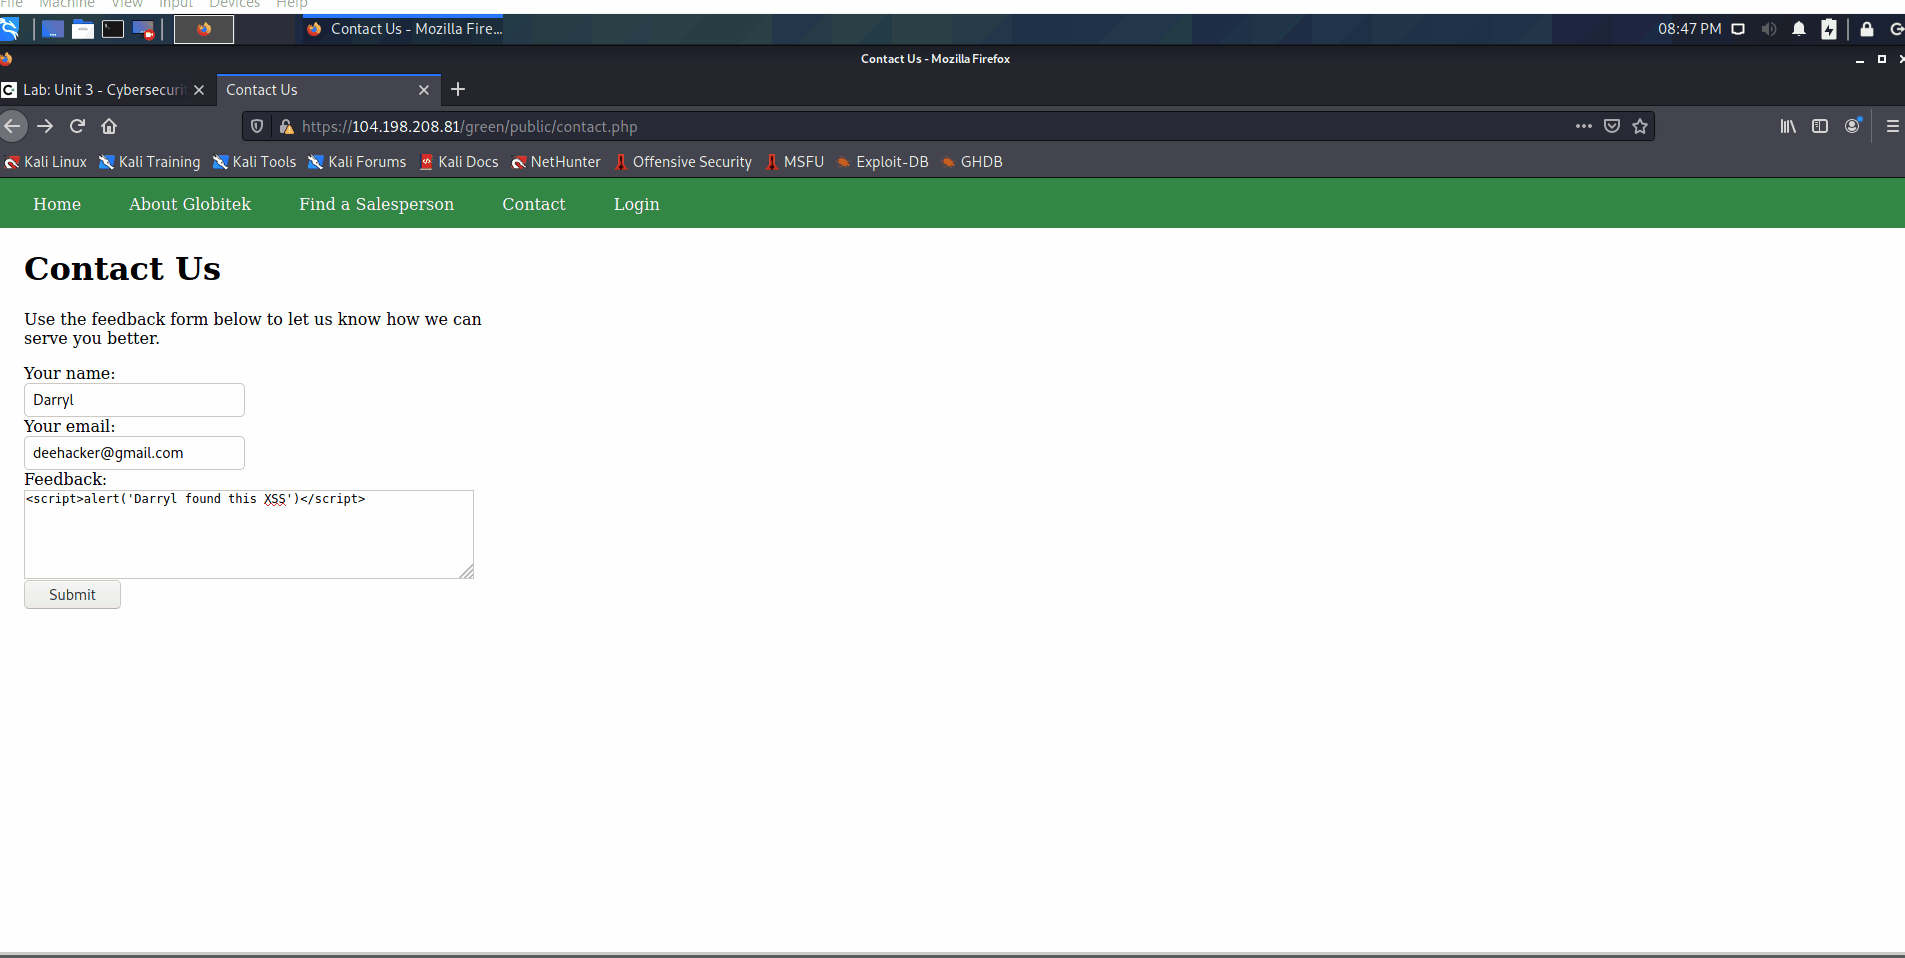 File Machine View Input Devices Help
Contact Us - Mozilla Fire... 08:47 PM
Contact Us - Mozilla Firefox
Lab: Unit 3 - Cybersecurit Contact Us
https://104.198.208.81/green/public/contact.php
Kali Linux Kali Training Kali Tools Kali Forums Kali Docs NetHunter Offensive Security MSFU Exploit-DB GHDB
Home About Globitek Find a Salesperson Contact Login
Contact Us
Use the feedback form below to let us know how we can
serve you better.
Your name:
Darryl
Your email:
deehacker@gmail.com
Feedback:
<script>alert('Darryl found this XSS')</script>
Submit